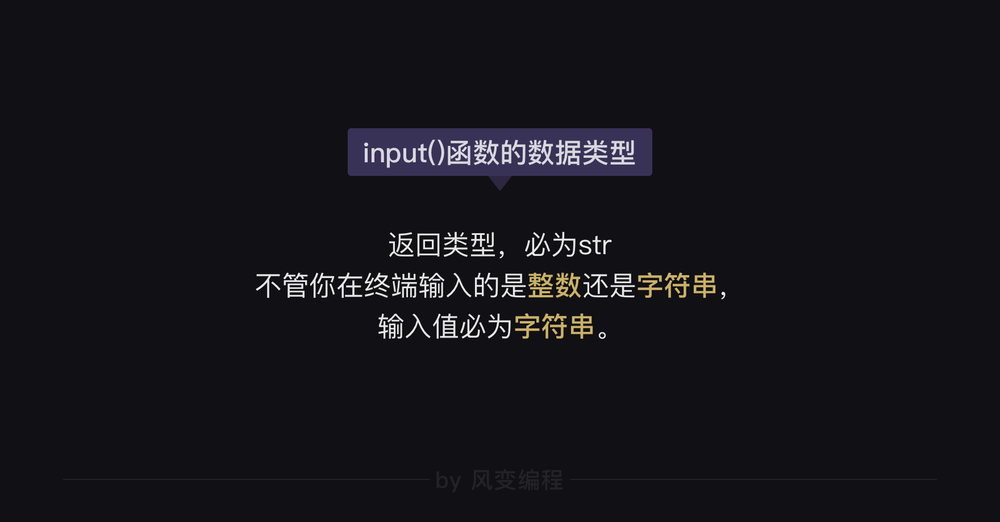 input()函数的数据类型
返回类型，必为str
不管你在终端输入的是整数还是字符串，
输入值必为字符串。
by 风变编程